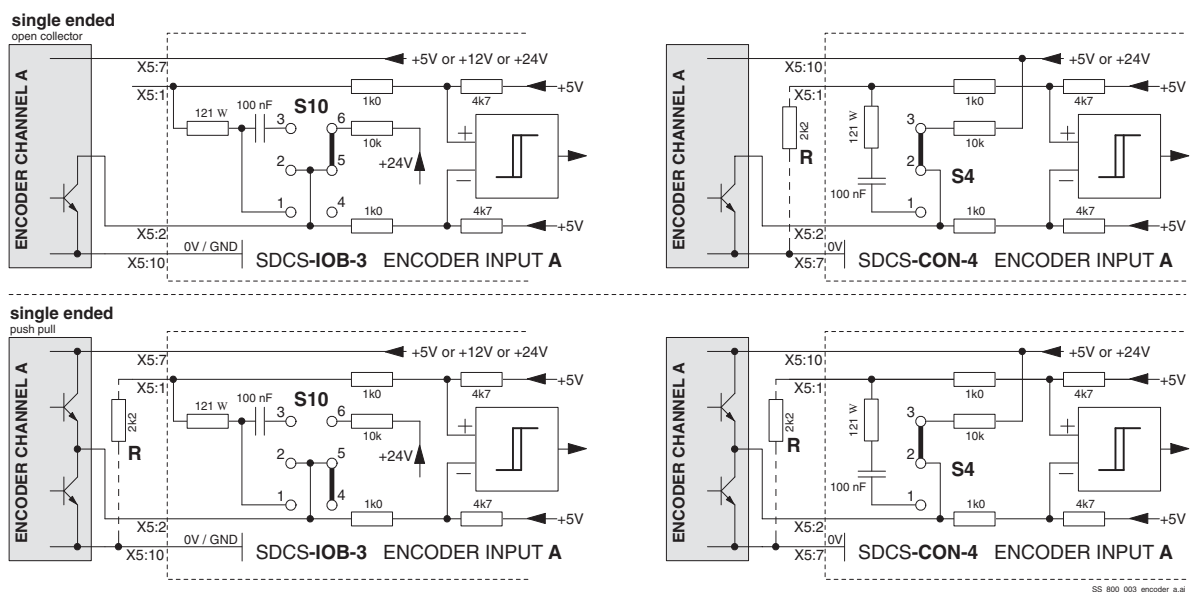 single ended
open collector
ENCODER CHANNEL A
X5:7
+5V or +12V or +24V
X5:1
1k0
4k7
+5V
121 W
100 nF
S10
3
6
10k
+24V
2
5
1
4
+
—
1k0
4k7
+5V
X5:2
0V / GND
X5:10
SDCS-IOB-3 ENCODER INPUT A
ENCODER CHANNEL A
X5:10
+5V or +24V
X5:1
1k0
4k7
+5V
2k2
R
121 W
100 nF
3
10k
2
S4
1
+
—
1k0
4k7
+5V
X5:2
0V
X5:7
SDCS-CON-4 ENCODER INPUT A
single ended
push pull
ENCODER CHANNEL A
X5:7
+5V or +12V or +24V
X5:1
1k0
4k7
+5V
2k2
R
121 W
100 nF
S10
3
6
10k
+24V
2
5
1
4
+
—
1k0
4k7
+5V
X5:2
0V / GND
X5:10
SDCS-IOB-3 ENCODER INPUT A
ENCODER CHANNEL A
X5:10
+5V or +24V
X5:1
1k0
4k7
+5V
2k2
R
121 W
100 nF
3
10k
2
S4
1
+
—
1k0
4k7
+5V
X5:2
0V
X5:7
SDCS-CON-4 ENCODER INPUT A
SS_800_003_encoder_a.ai